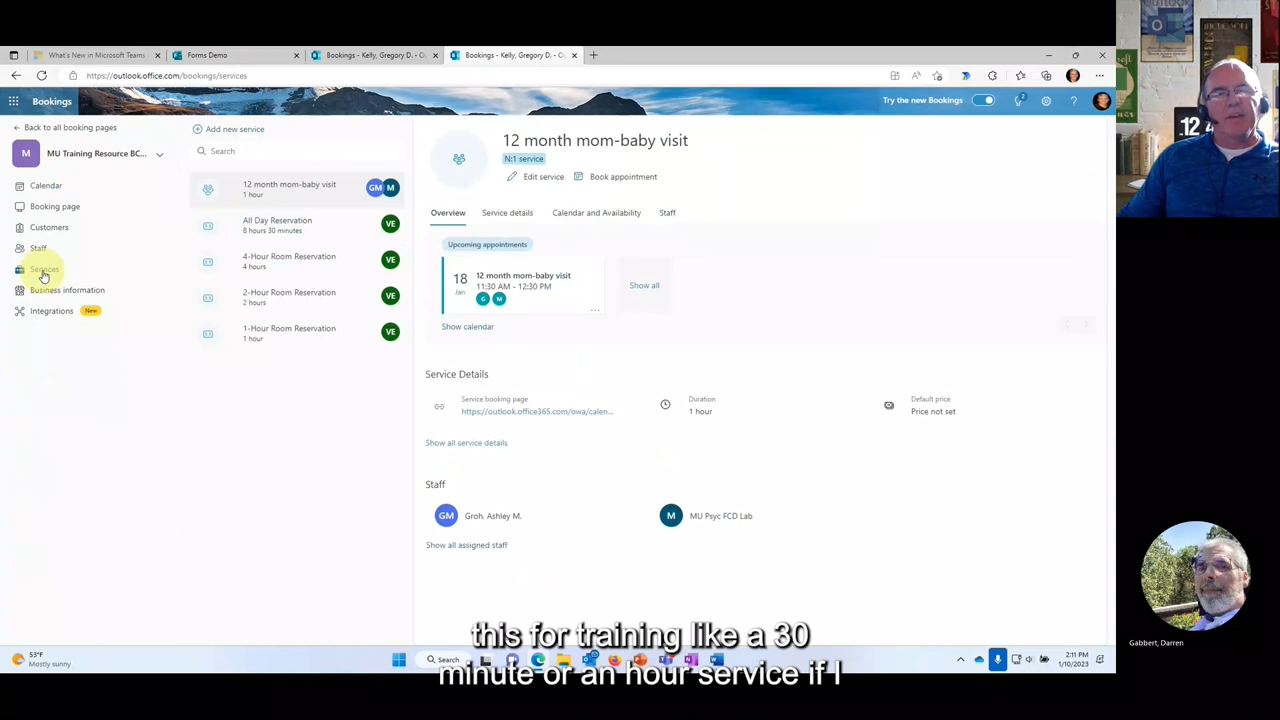 What's New in Microsoft Teams
Forms Demo
Bookings - Kelly, Gregory D. - O
Bookings - Kelly, Gregory D. - O
https://outlook.office.com/bookings/services
Bookings
Try the new Bookings
2
Back to all booking pages
M
MU Training Resource BC...
Calendar
Booking page
Customers
Staff
Services
Business information
Integrations
New
Add new service
Search
12 month mom-baby visit
1 hour
GM
M
All Day Reservation
8 hours 30 minutes
VE
4-Hour Room Reservation
4 hours
VE
2-Hour Room Reservation
2 hours
VE
1-Hour Room Reservation
1 hour
VE
12 month mom-baby visit
N:1 service
Edit service
Book appointment
Overview
Service details
Calendar and Availability
Staff
Upcoming appointments
18
Jan
12 month mom-baby visit
11:30 AM - 12:30 PM
G
M
...
Show all
Show calendar
Service Details
Service booking page
https://outlook.office365.com/owa/calen...
Duration
1 hour
Default price
Price not set
Show all service details
Staff
GM
Groh, Ashley M.
M
MU Psyc FCD Lab
Show all assigned staff
this for training like a 30
minute or an hour service if I
53°F
Mostly sunny
Search
2:11 PM
1/10/2023
12
Gabbert, Darren